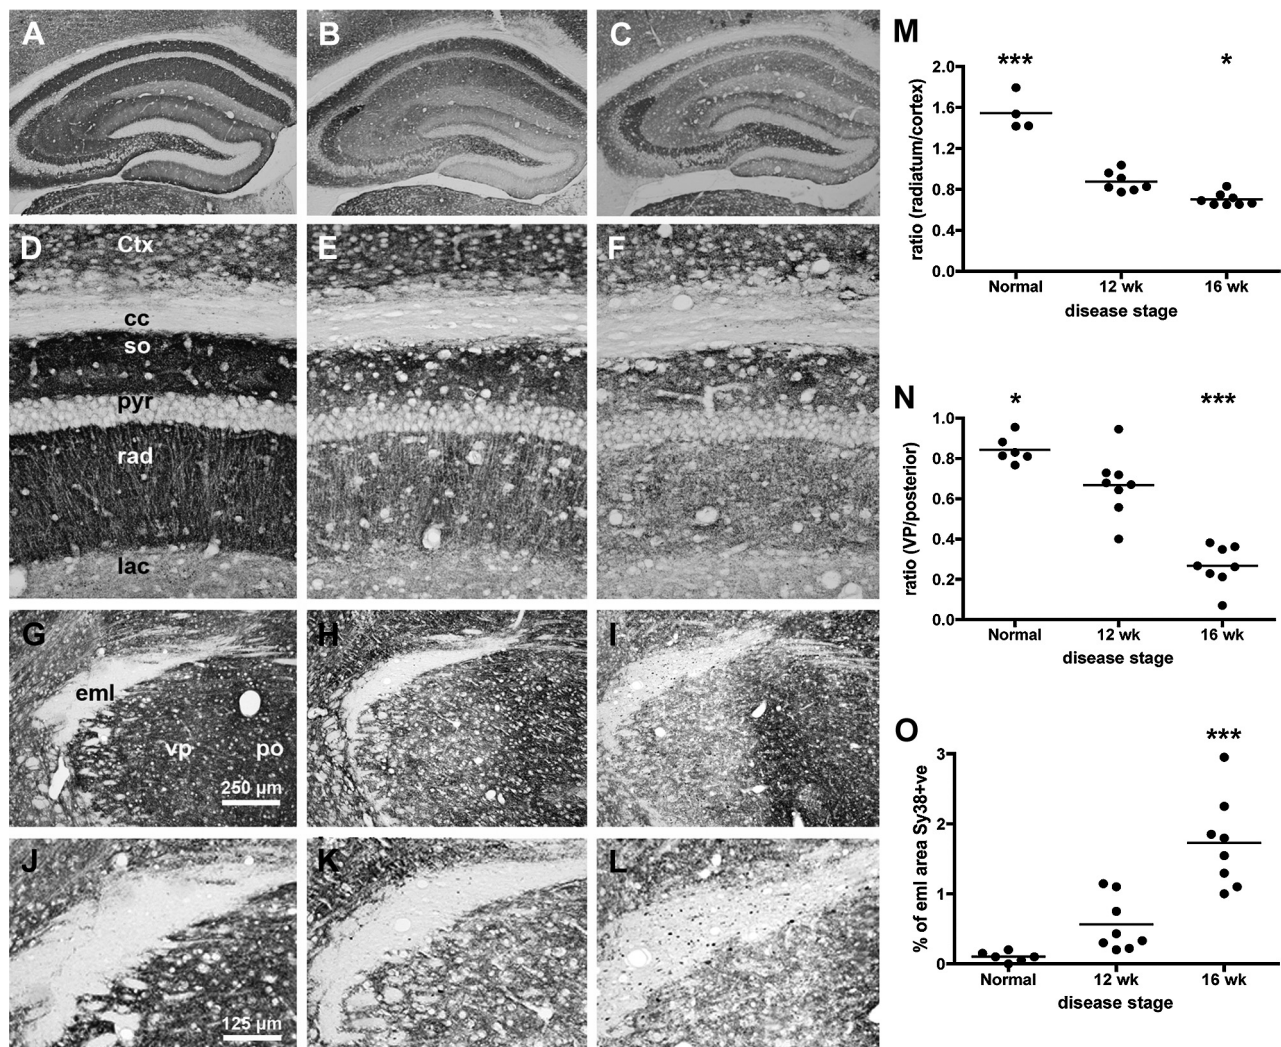 A
B
C
D
Ctx
cc
so
pyr
rad
lac
E
F
G
eml
vp
po
250 µm
H
I
J
125 µm
K
L
M
***
*
2.0
1.6
1.2
0.8
0.4
0.0
ratio (radiatum/cortex)
Normal
12 wk
16 wk
disease stage
N
*
***
1.0
0.8
0.6
0.4
0.2
0.0
ratio (VP/posterior)
Normal
12 wk
16 wk
disease stage
O
***
3
2
1
0
% of eml area Sy38+ve
Normal
12 wk
16 wk
disease stage